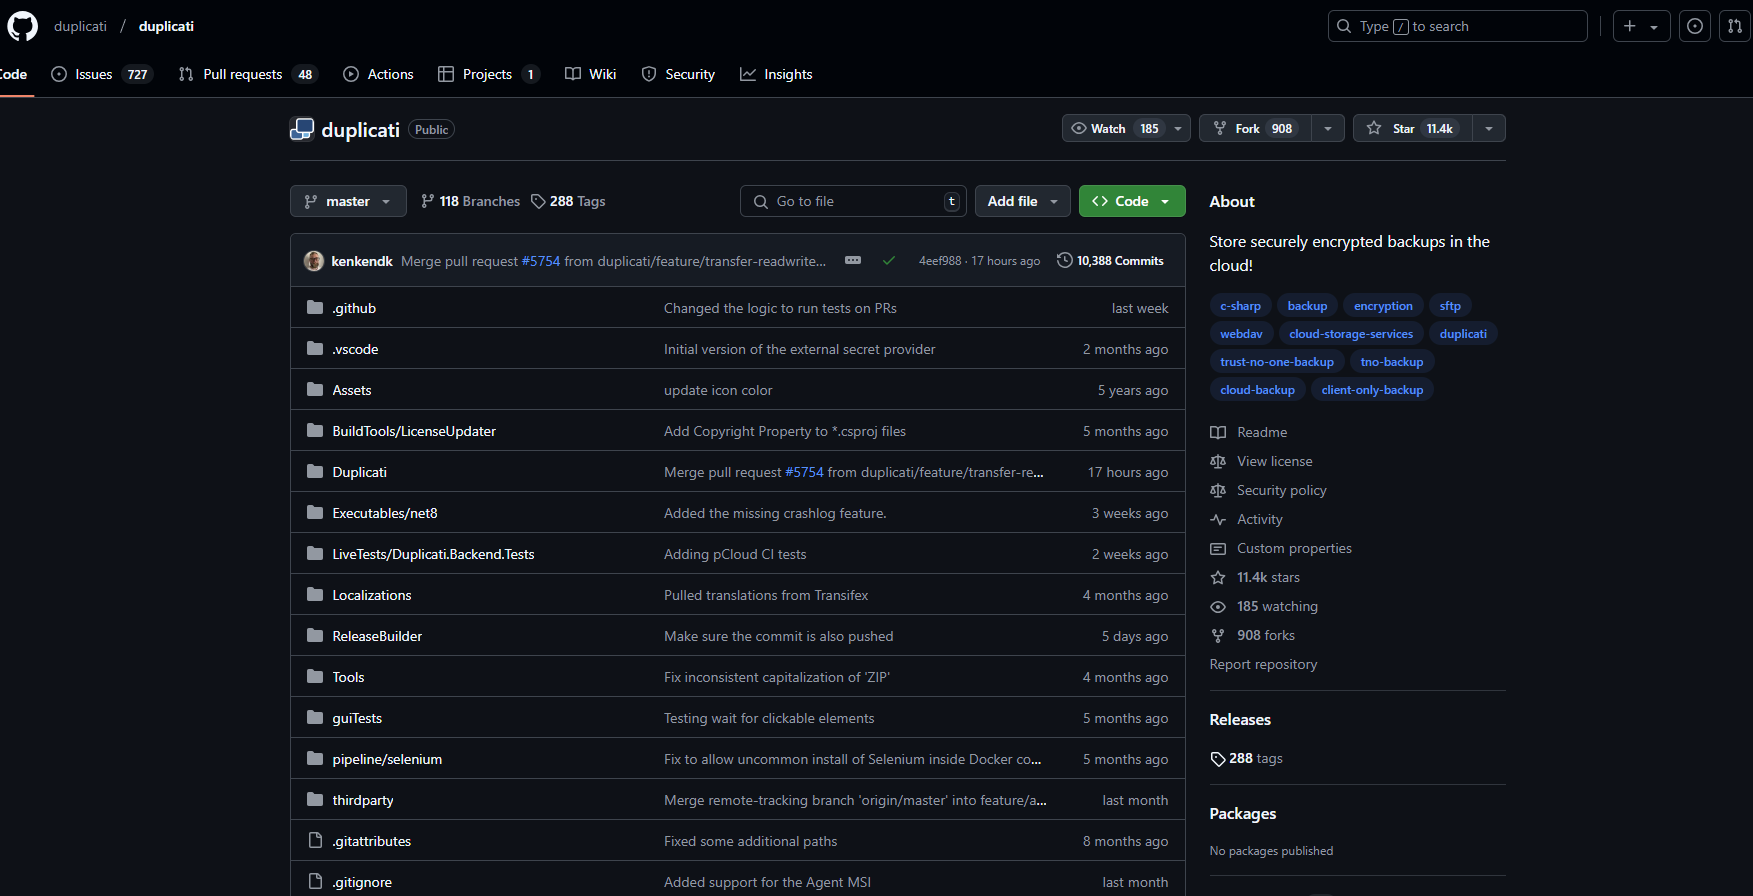 duplicati / duplicati
Type / to search
Code Issues 727 Pull requests 48 Actions Projects 1 Wiki Security Insights
duplicati Public
Watch 185 Fork 908 Star 11.4k
master 118 Branches 288 Tags
Go to file t Add file Code
kenkendk Merge pull request #5754 from duplicati/feature/transfer-readwrite... 4eef988 · 17 hours ago 10,388 Commits
.github Changed the logic to run tests on PRs last week
.vscode Initial version of the external secret provider 2 months ago
Assets update icon color 5 years ago
BuildTools/LicenseUpdater Add Copyright Property to *.csproj files 5 months ago
Duplicati Merge pull request #5754 from duplicati/feature/transfer-re... 17 hours ago
Executables/net8 Added the missing crashlog feature. 3 weeks ago
LiveTests/Duplicati.Backend.Tests Adding pCloud CI tests 2 weeks ago
Localizations Pulled translations from Transifex 4 months ago
ReleaseBuilder Make sure the commit is also pushed 5 days ago
Tools Fix inconsistent capitalization of 'ZIP' 4 months ago
guiTests Testing wait for clickable elements 5 months ago
pipeline/selenium Fix to allow uncommon install of Selenium inside Docker co... 5 months ago
thirdparty Merge remote-tracking branch 'origin/master' into feature/a... last month
.gitattributes Fixed some additional paths 8 months ago
.gitignore Added support for the Agent MSI last month
About
Store securely encrypted backups in the
cloud!
c-sharp backup encryption sftp
webdav cloud-storage-services duplicati
trust-no-one-backup tno-backup
cloud-backup client-only-backup
Readme
View license
Security policy
Activity
Custom properties
11.4k stars
185 watching
908 forks
Report repository
Releases
288 tags
Packages
No packages published